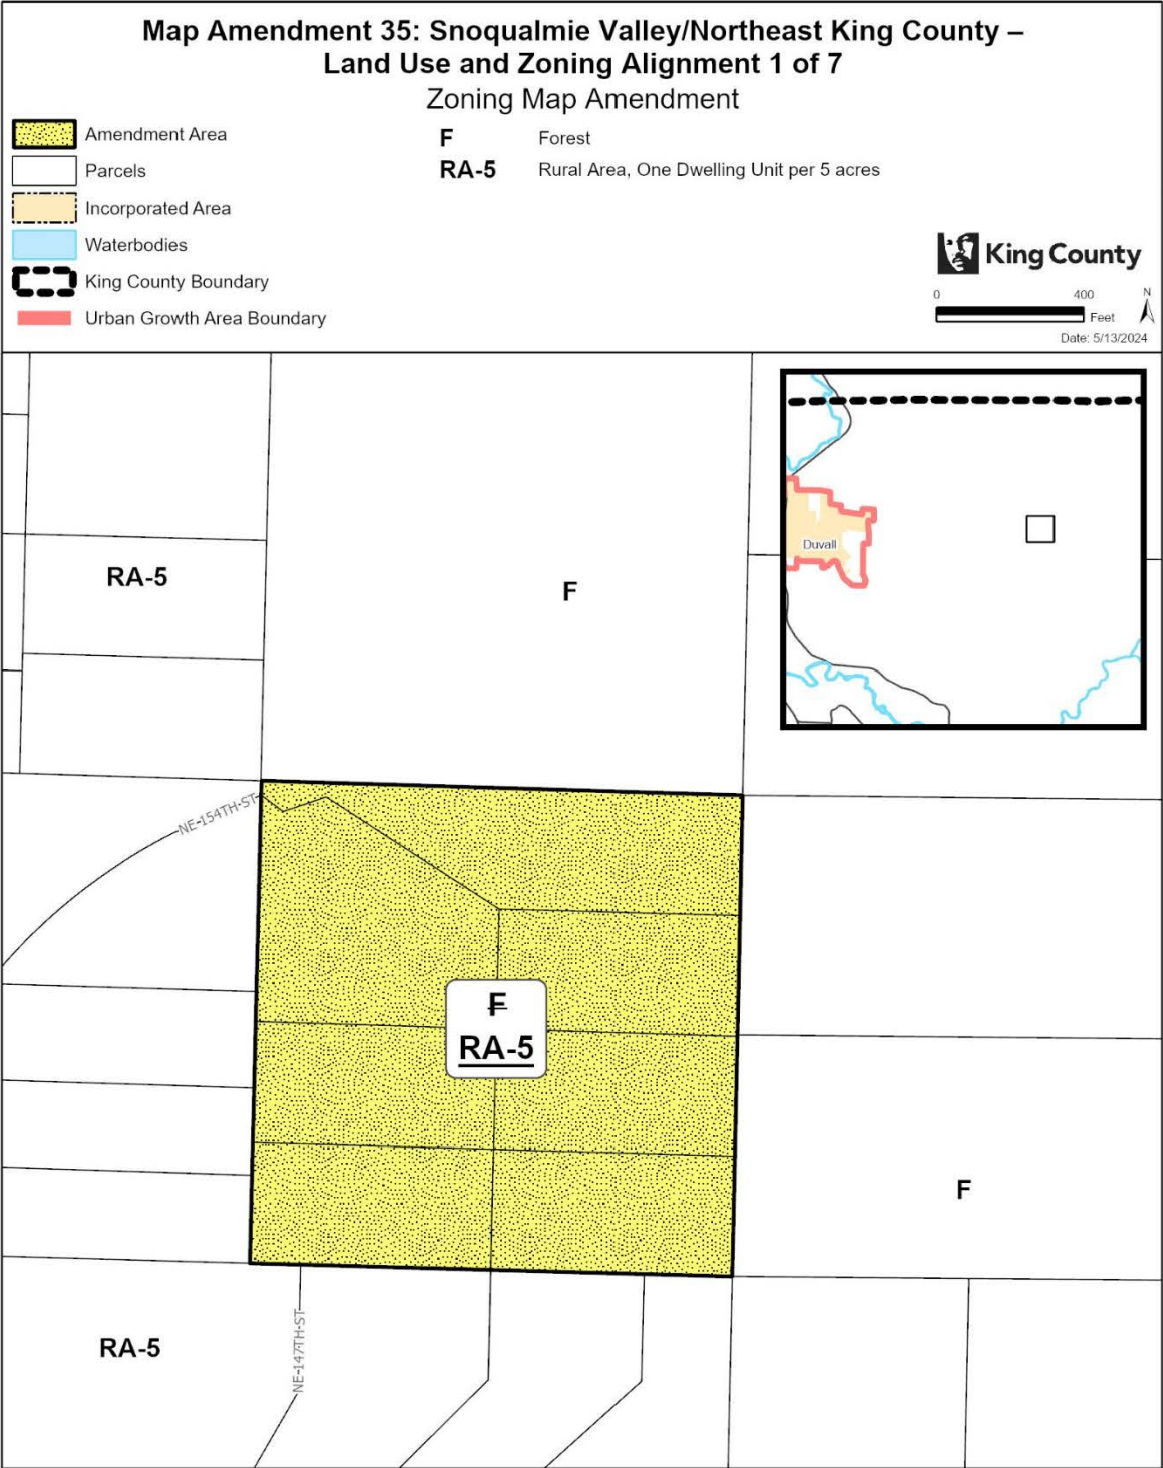 Map Amendment 35: Snoqualmie Valley/Northeast King County –
Land Use and Zoning Alignment 1 of 7
Zoning Map Amendment
Amendment Area
Parcels
Incorporated Area
Waterbodies
King County Boundary
Urban Growth Area Boundary
F Forest
RA-5 Rural Area, One Dwelling Unit per 5 acres
King County
0 400
Feet
N
Date: 5/13/2024
Duvall
RA-5
F
NE-154TH-ST
F
RA-5
F
RA-5
NE-147TH-ST